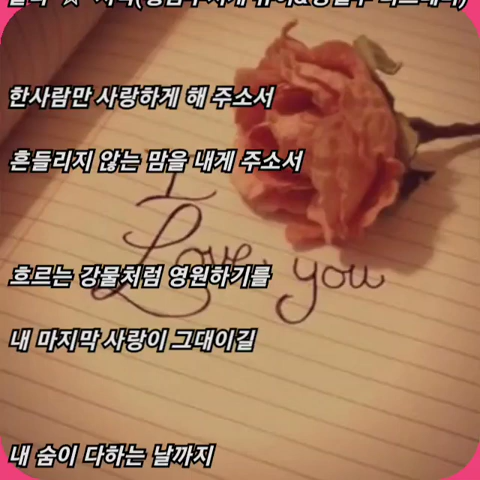 한사람만 사랑하게 해 주소서
흔들리지 않는 맘을 내게 주소서
I
Love you
흐르는 강물처럼 영원하기를
내 마지막 사랑이 그대이길
내 숨이 다하는 날까지